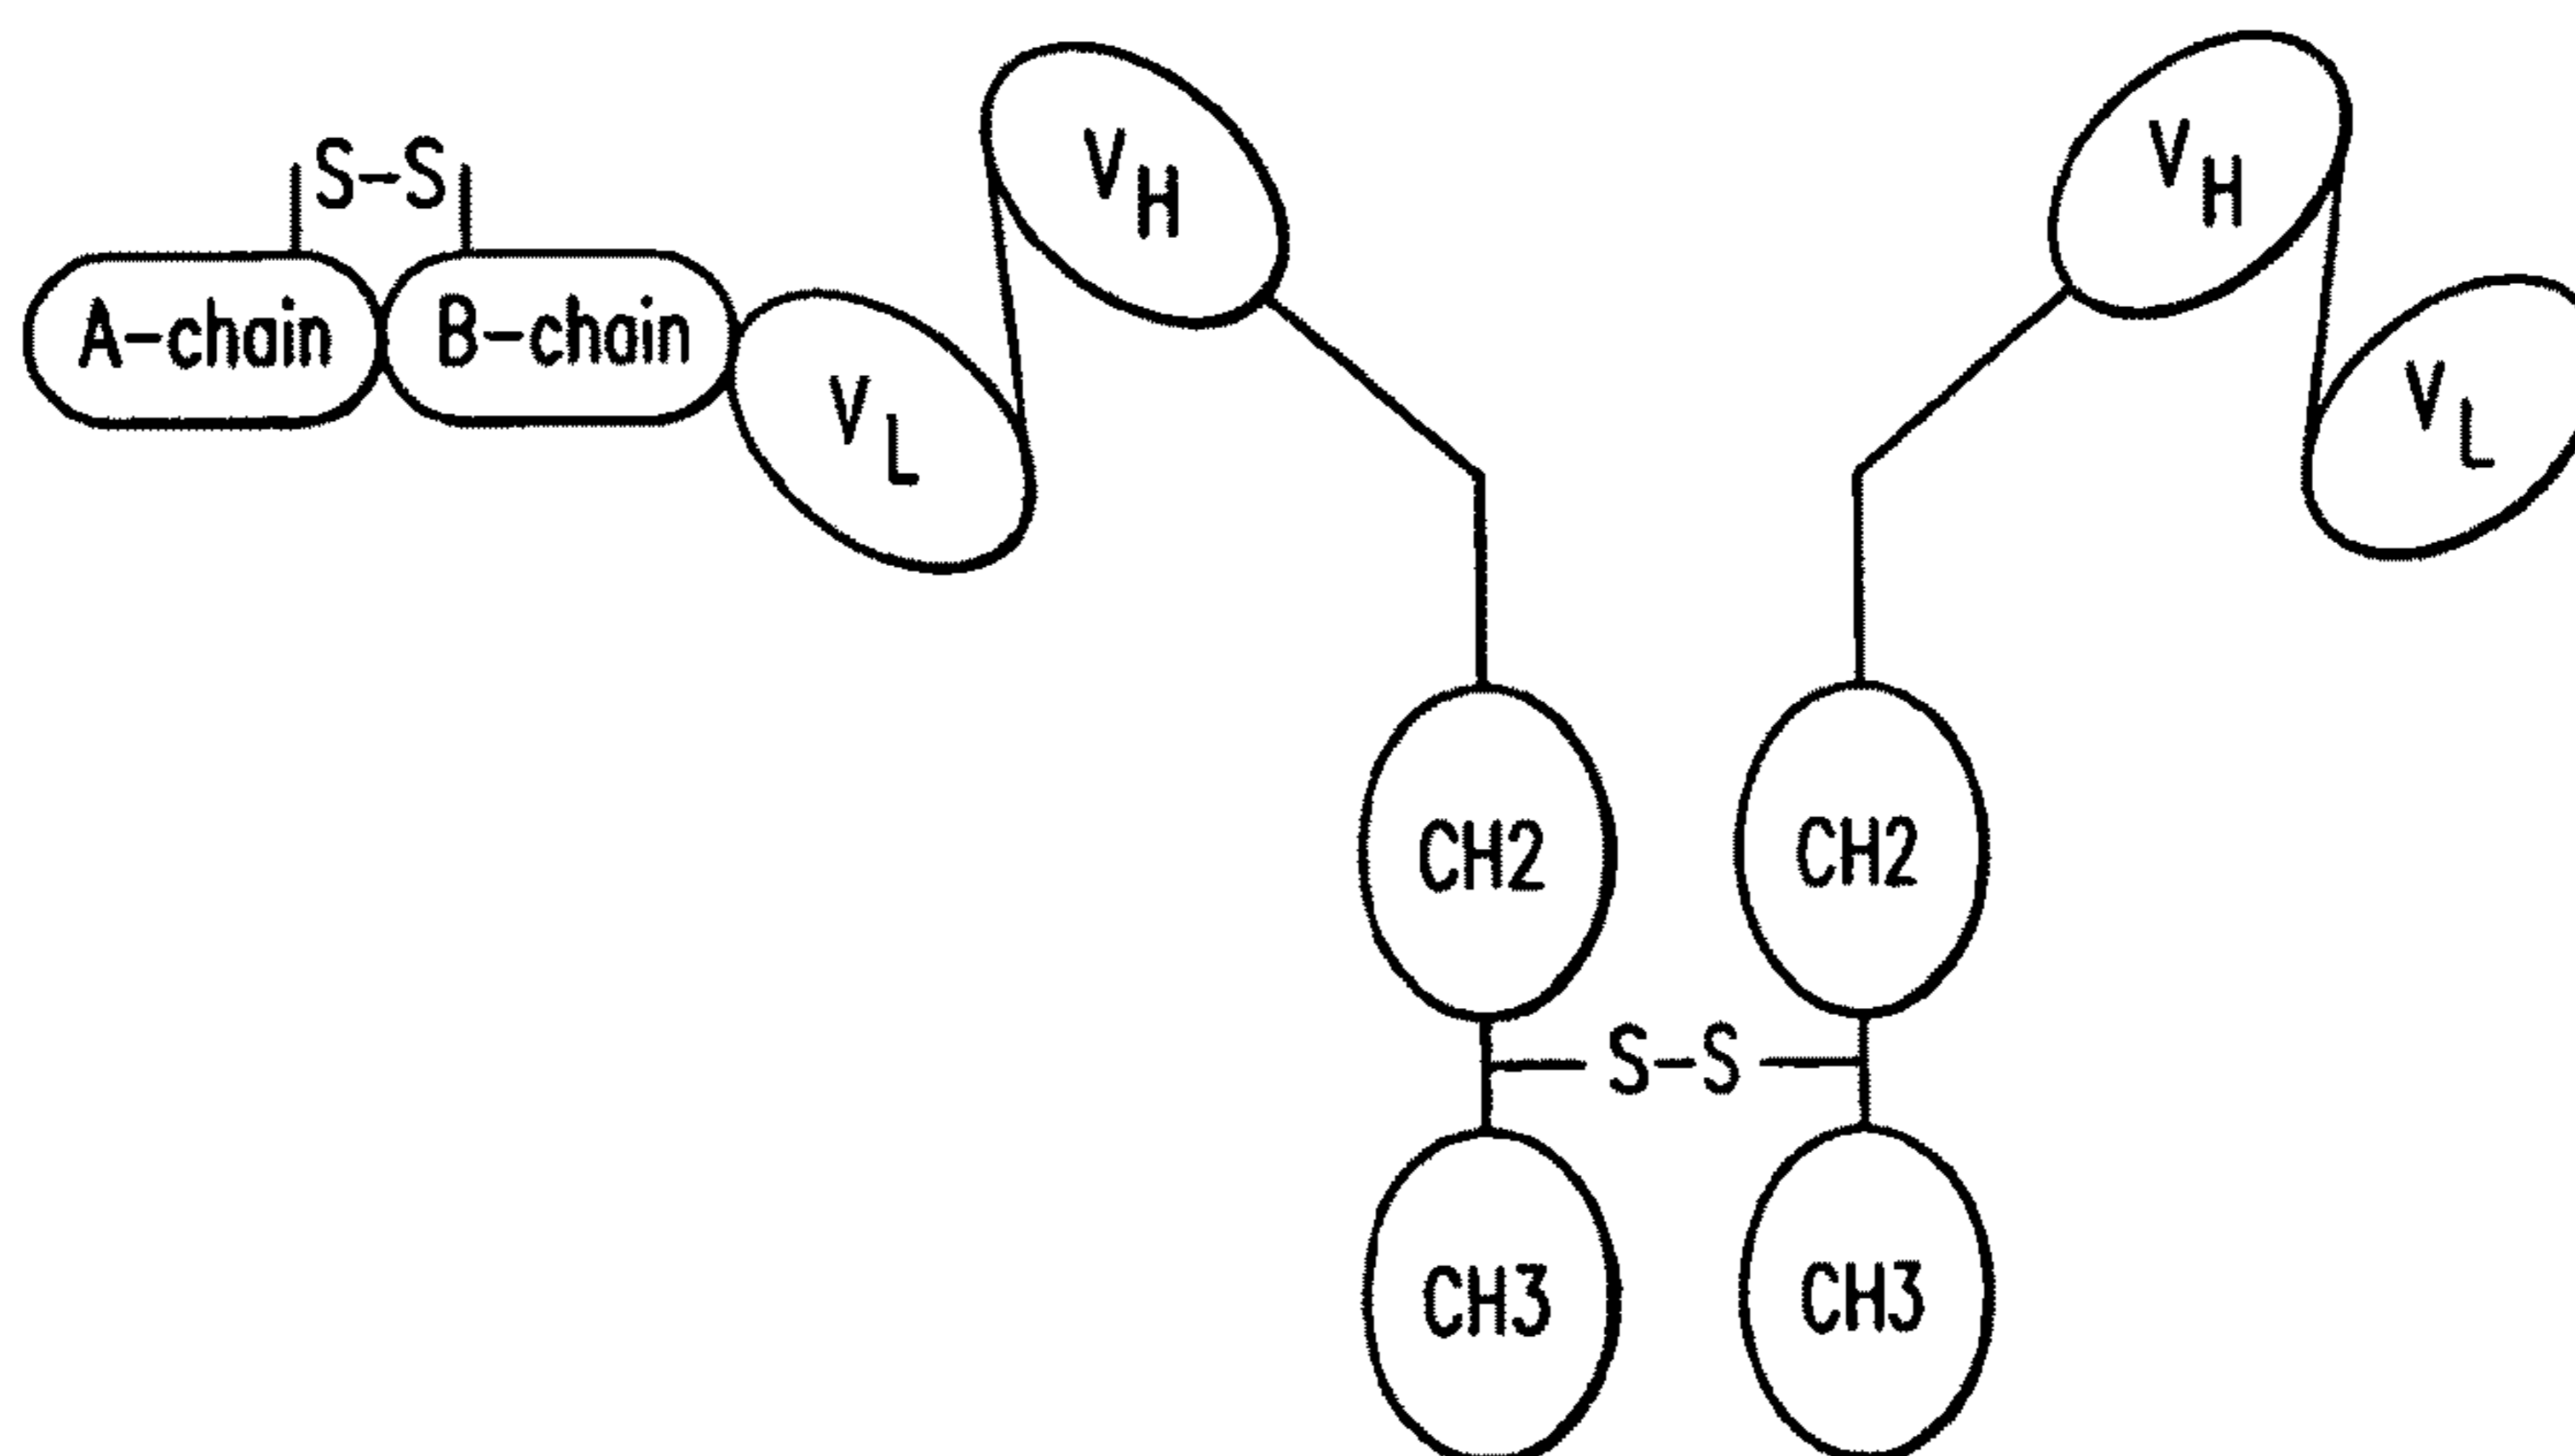 S-S
A-chain
B-chain
VL
VH
VH
VL
CH2
CH2
S-S
CH3
CH3